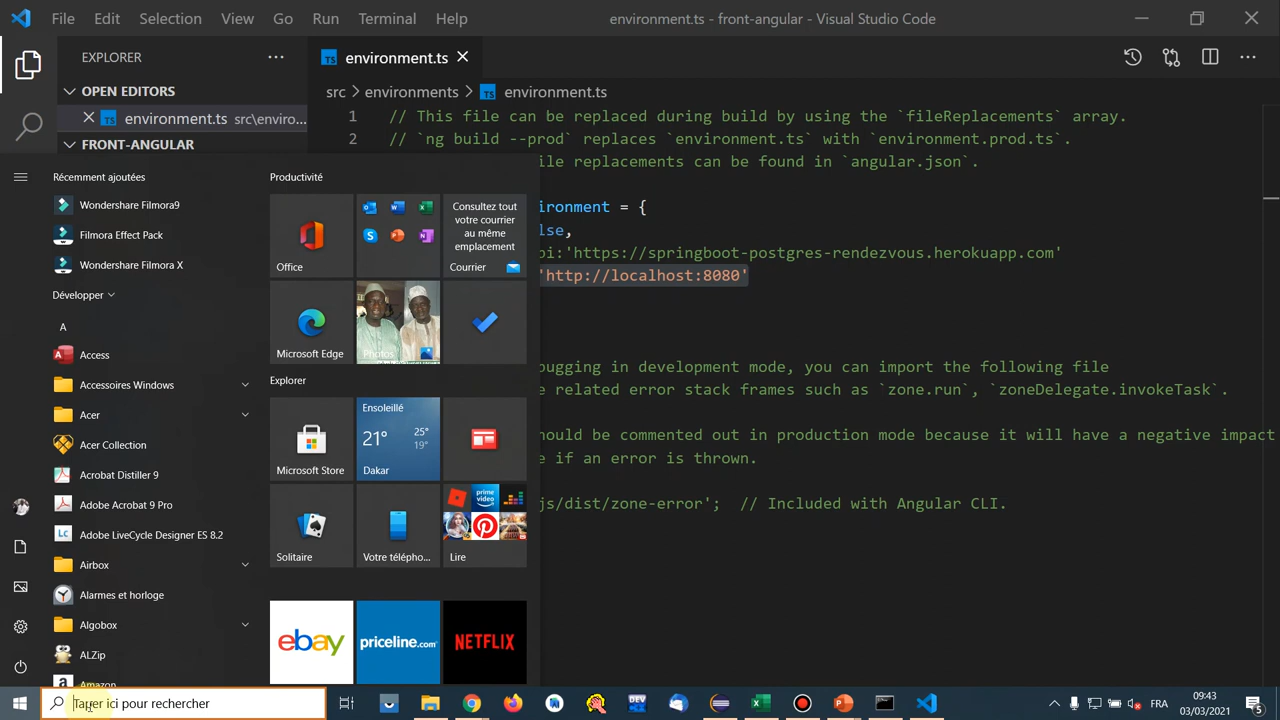 File Edit Selection View Go Run Terminal Help
environment.ts - front-angular - Visual Studio Code
EXPLORER
OPEN EDITORS
environment.ts src\enviro...
FRONT-ANGULAR
environment.ts
src > environments > environment.ts
1 // This file can be replaced during build by using the `fileReplacements` array.
2 // `ng build --prod` replaces `environment.ts` with `environment.prod.ts`.
ile replacements can be found in `angular.json`.
ironment = {
lse,
pi:'https://springboot-postgres-rendezvous.herokuapp.com'
'http://localhost:8080'
ugging in development mode, you can import the following file
e related error stack frames such as `zone.run`, `zoneDelegate.invokeTask`.
ould be commented out in production mode because it will have a negative impact
e if an error is thrown.
js/dist/zone-error';  // Included with Angular CLI.
Récemment ajoutées
Wondershare Filmora9
Filmora Effect Pack
Wondershare Filmora X
Développer
A
Access
Accessoires Windows
Acer
Acer Collection
Acrobat Distiller 9
Adobe Acrobat 9 Pro
Adobe LiveCycle Designer ES 8.2
Airbox
Alarmes et horloge
Algobox
ALZip
Amazon
Productivité
Office
Consultez tout
votre courrier
au même
emplacement
Courrier
Microsoft Edge
Photos
Explorer
Microsoft Store
Ensoleillé
21° 25°
19°
Dakar
Solitaire
Votre télépho...
prime video
Lire
ebay
priceline.com
NETFLIX
Taper ici pour rechercher
DEV
FR
09:43
03/03/2021
5